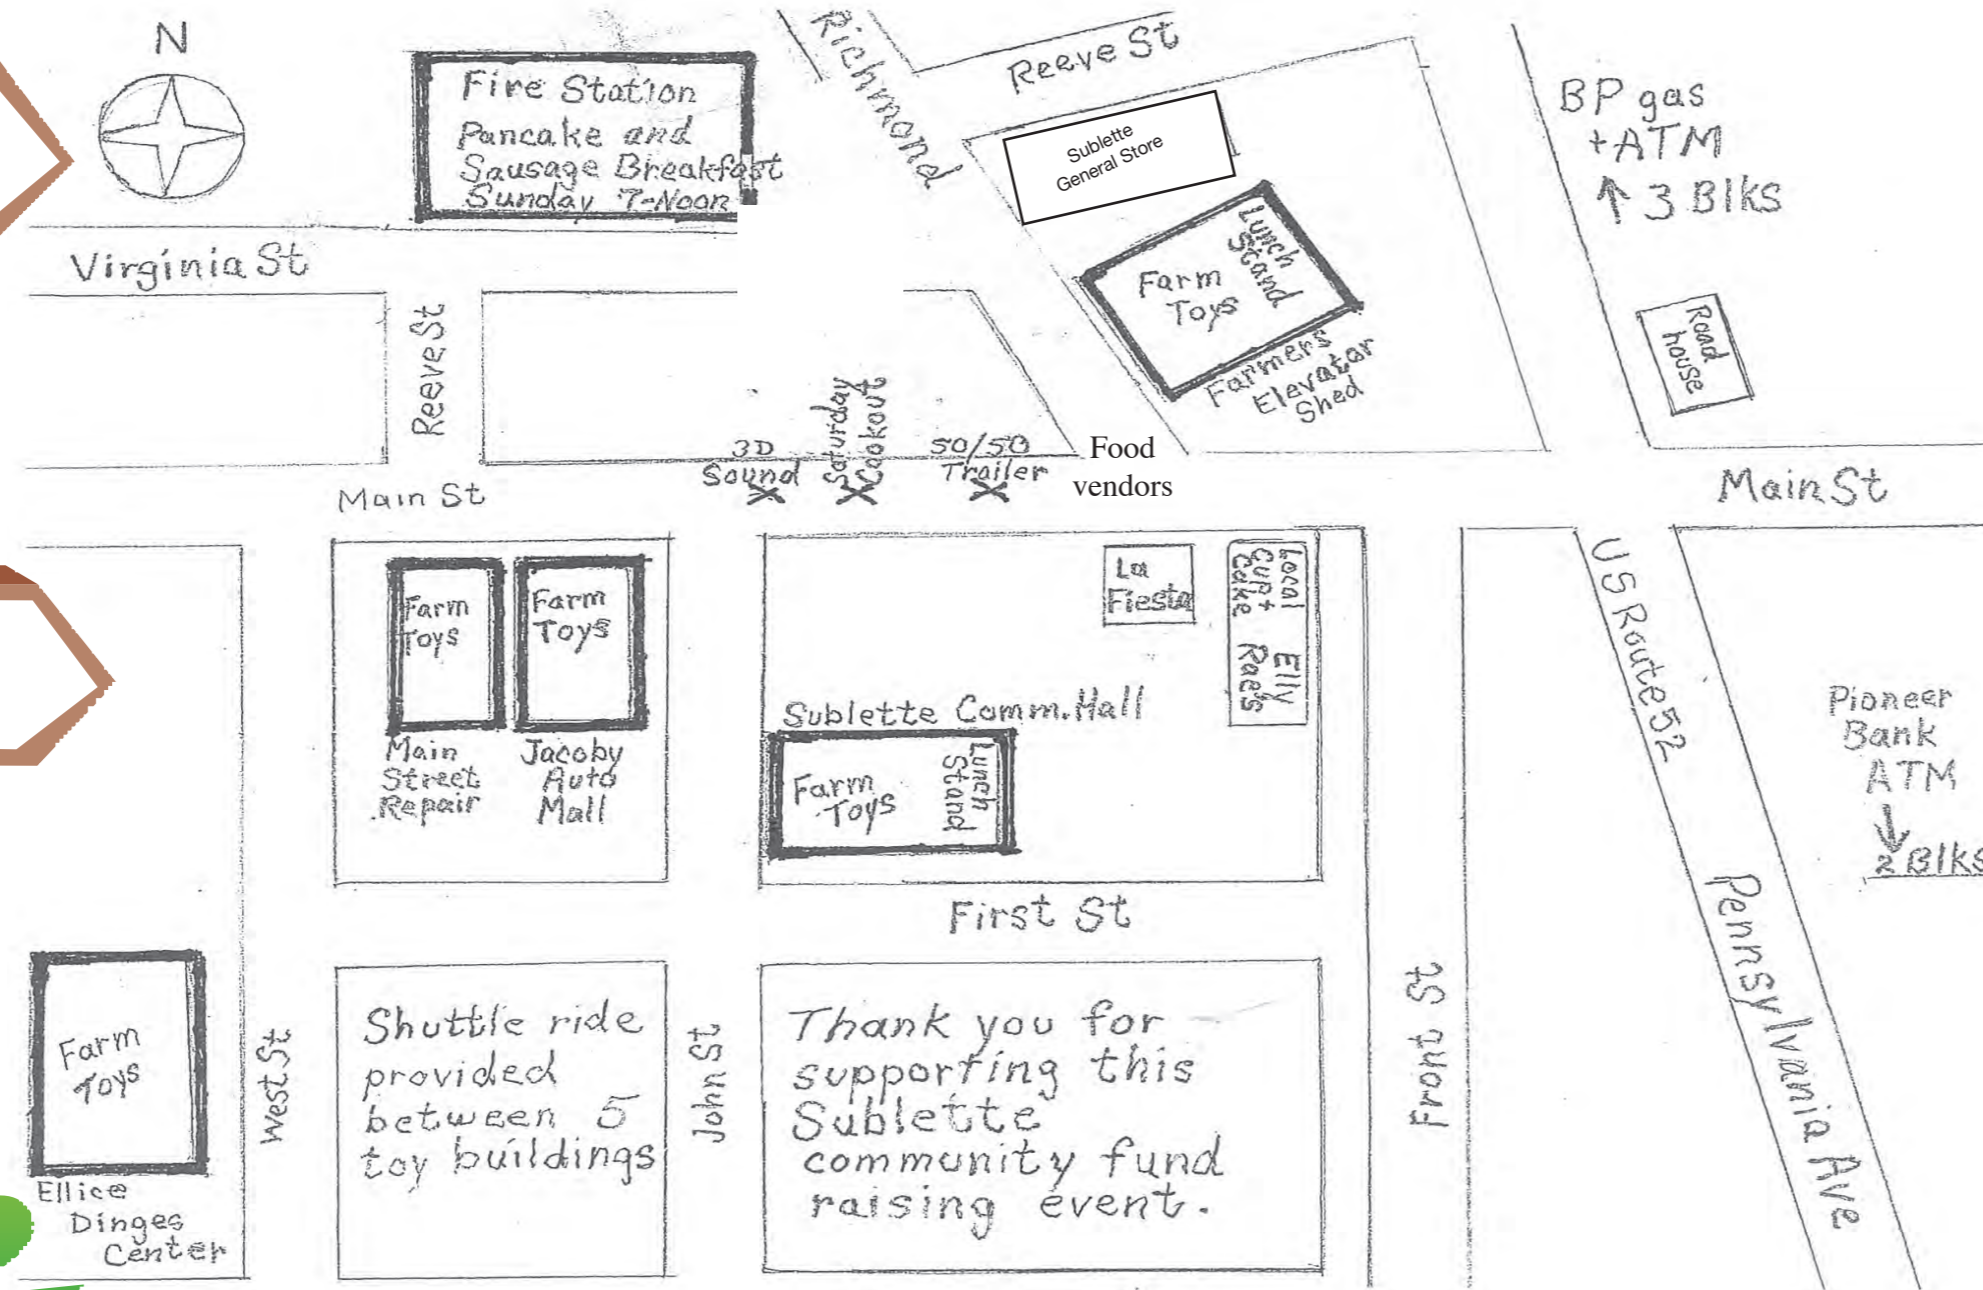 N
Fire Station
Pancake and
Sausage Breakfast
Sunday 7-Noon
Richmond
Reeve St
Sublette
General Store
BP gas
+ATM
↑ 3 Blks
Virginia St
Reeve St
Farm
Toys
Lunch
Stand
Farmers
Elevator
Shed
Road
house
3D
Sound
Saturday
Cookout
50/50
Trailer
Food
vendors
Main St
Main St
Farm
Toys
Main
Street
Repair
Farm
Toys
Jacoby
Auto
Mall
La
Fiesta
Local
Cup+
Cake
Elly
Rae's
Sublette Comm. Hall
Farm
Toys
Lunch
Stand
US Route 52
Pioneer
Bank
ATM
↓
2 Blks
First St
Pennsylvania Ave
Farm
Toys
Ellice
Dinges
Center
West St
Shuttle ride
provided
between 5
toy buildings
John St
Thank you for
supporting this
Sublette
community fund
raising event.
Front St